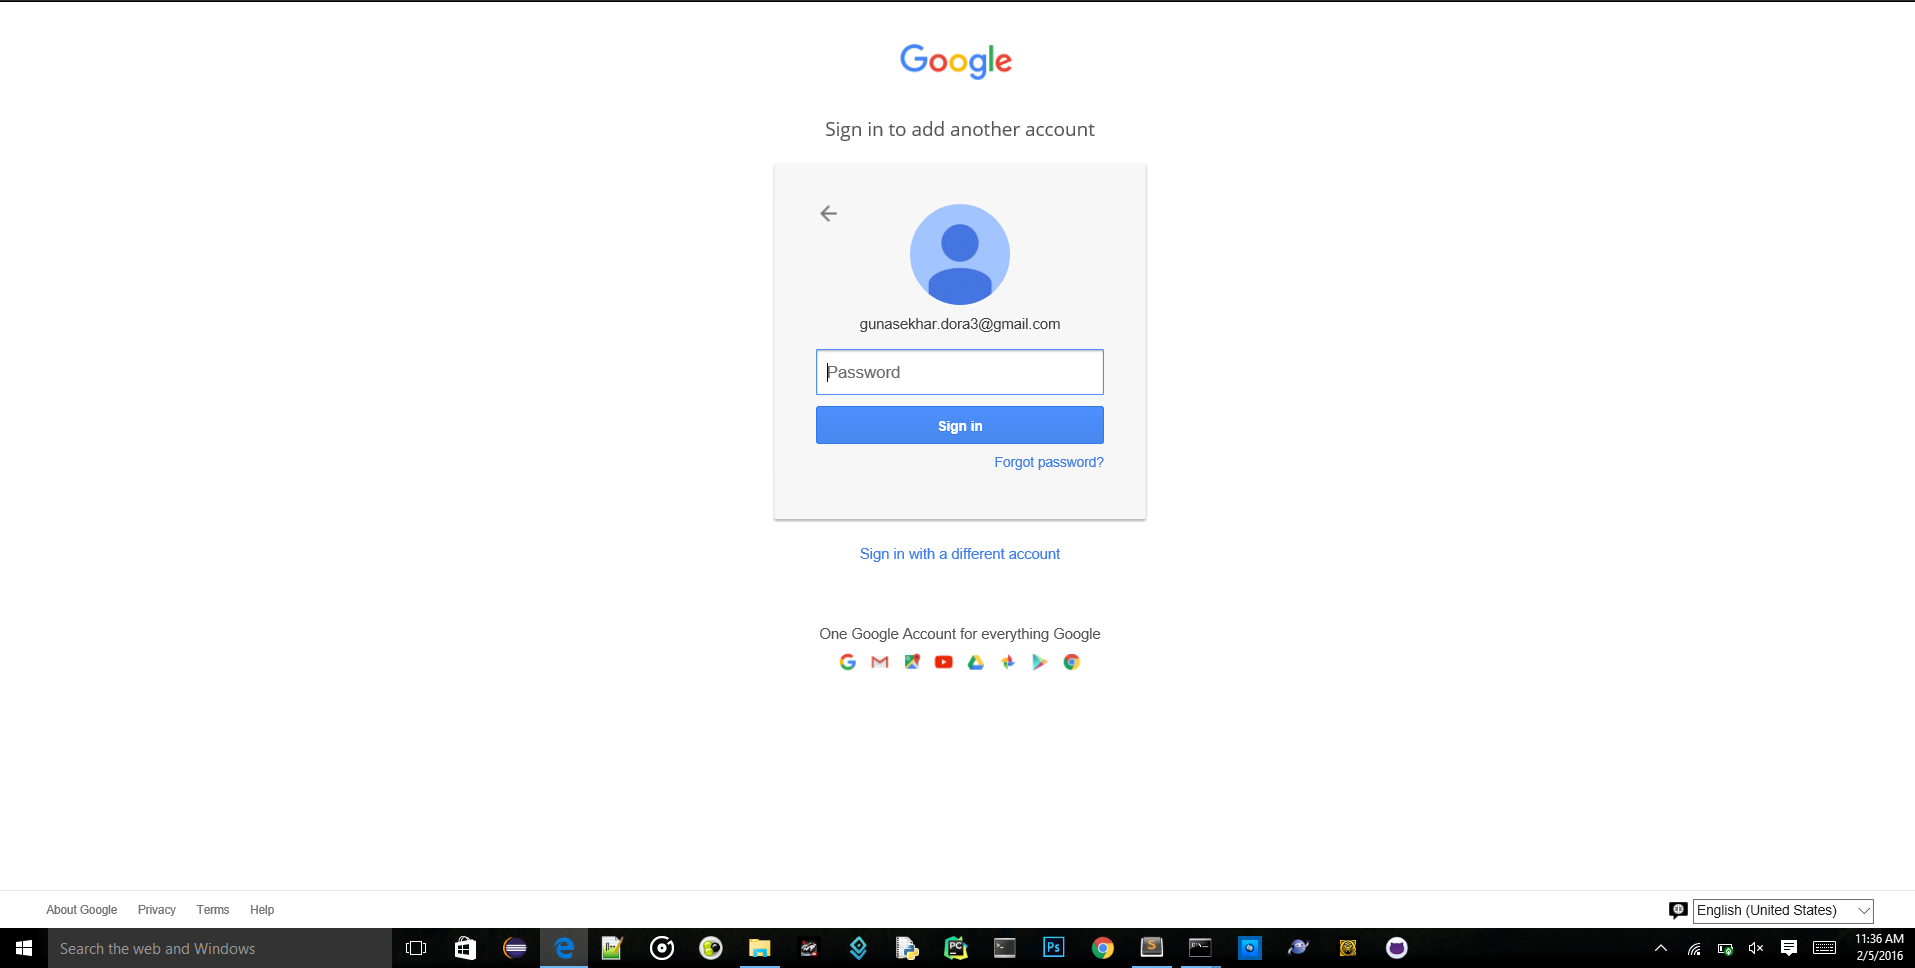 Google
Sign in to add another account
gunasekhar.dora3@gmail.com
Password
Sign in
Forgot password?
Sign in with a different account
One Google Account for everything Google
About Google Privacy Terms Help
English (United States)
Search the web and Windows
PC
Ps
S
11:36 AM
2/5/2016